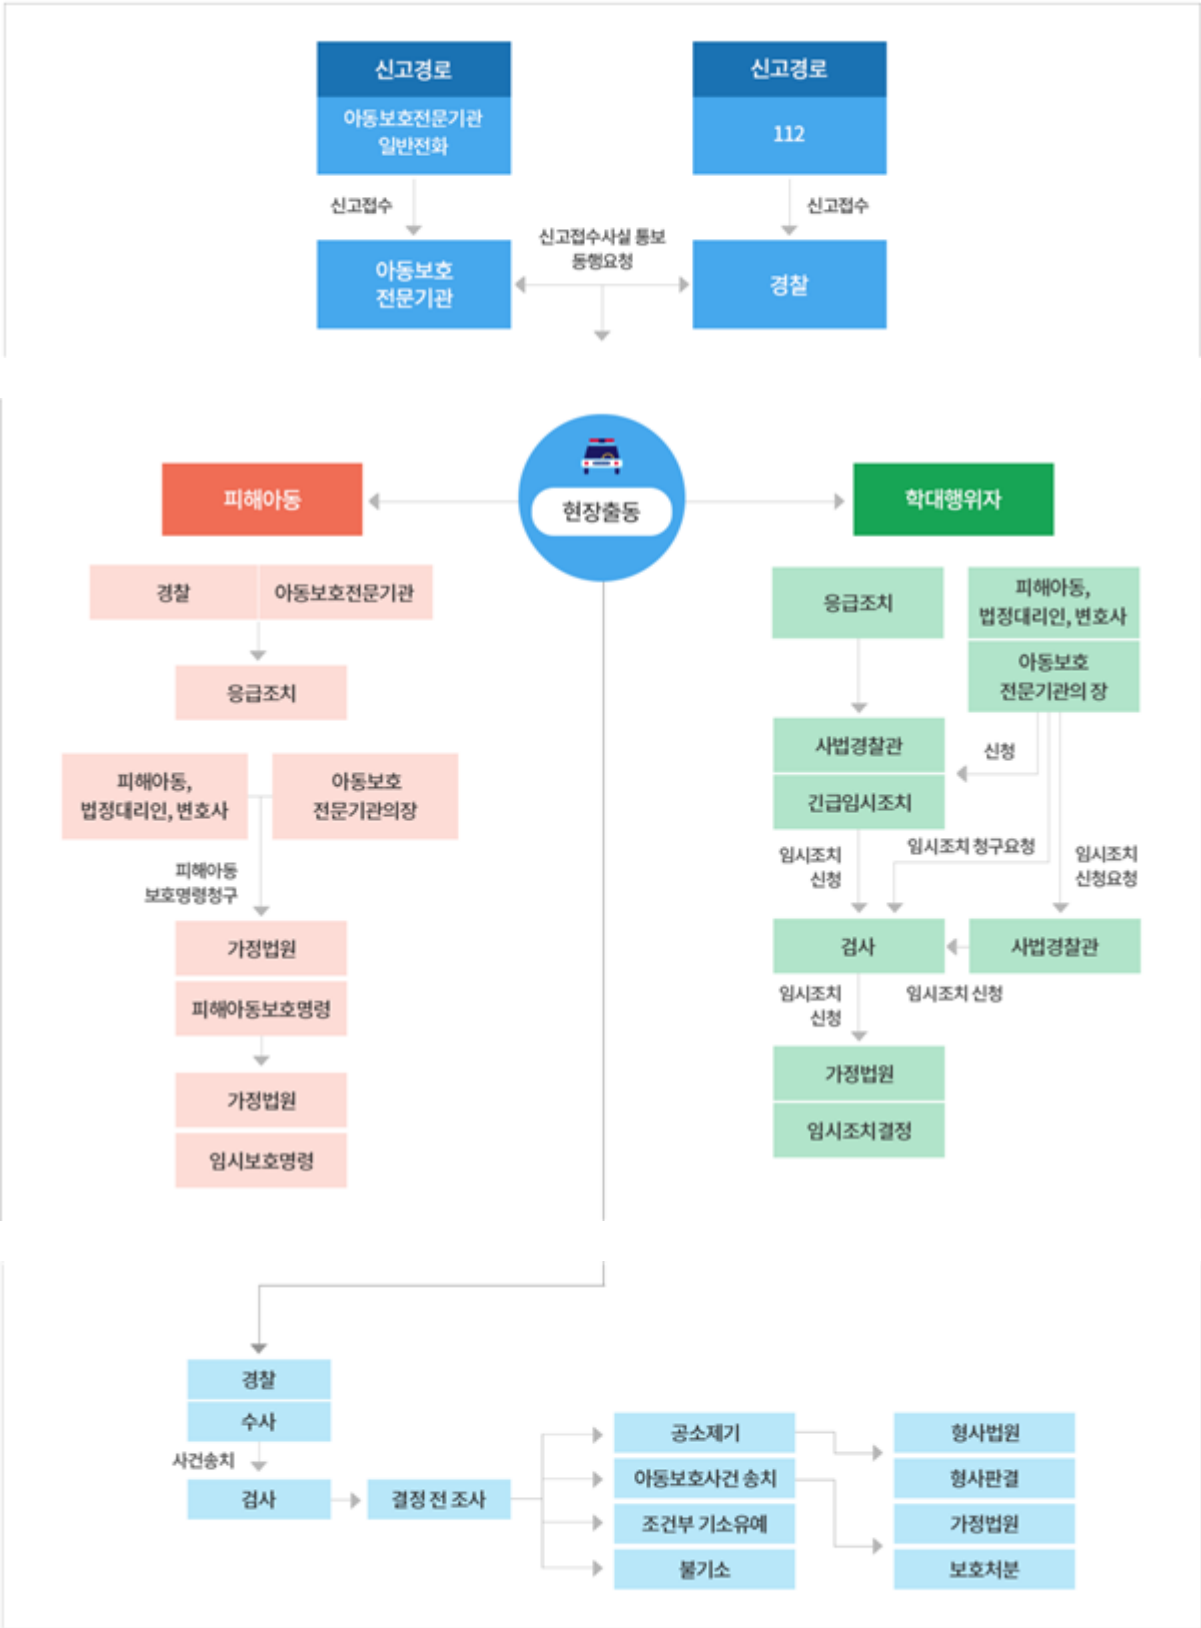 신고경로
아동보호전문기관
일반전화
신고경로
112
신고접수
신고접수
아동보호
전문기관
신고접수사실 통보
동행요청
경찰
현장출동
피해아동
경찰
아동보호전문기관
응급조치
피해아동,
법정대리인, 변호사
아동보호
전문기관의장
피해아동
보호명령청구
가정법원
피해아동보호명령
가정법원
임시보호명령
학대행위자
응급조치
피해아동,
법정대리인, 변호사
아동보호
전문기관의 장
사법경찰관
긴급임시조치
신청
임시조치
신청
임시조치 청구요청
임시조치
신청요청
검사
사법경찰관
임시조치
신청
임시조치 신청
가정법원
임시조치결정
경찰
수사
사건송치
검사
결정 전 조사
공소제기
아동보호사건 송치
조건부 기소유예
불기소
형사법원
형사판결
가정법원
보호처분